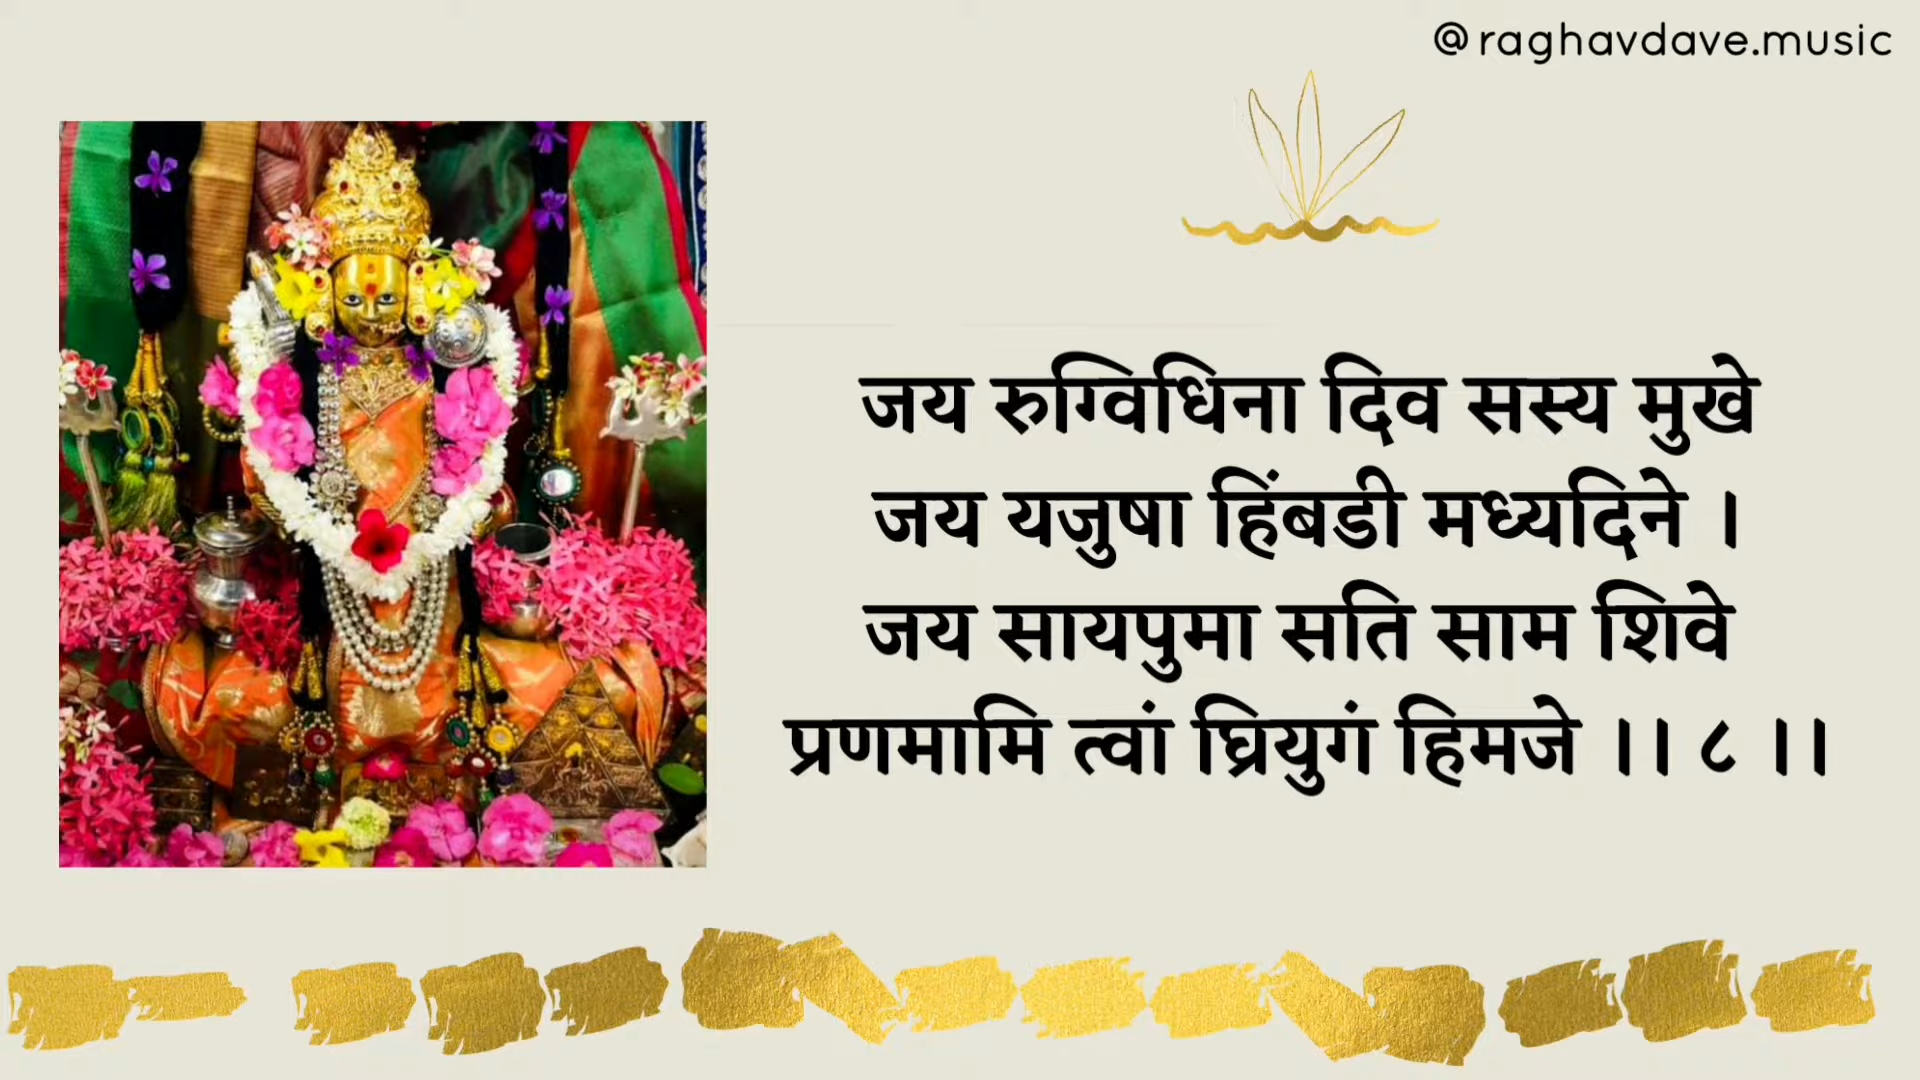 @raghavdave.music
जय रुग्विधिना दिव सस्य मुखे
जय यजुषा हिंबडी मध्यदिने ।
जय सायपुमा सति साम शिवे
प्रणमामि त्वां घ्रियुगं हिमजे ।। ८ ।।